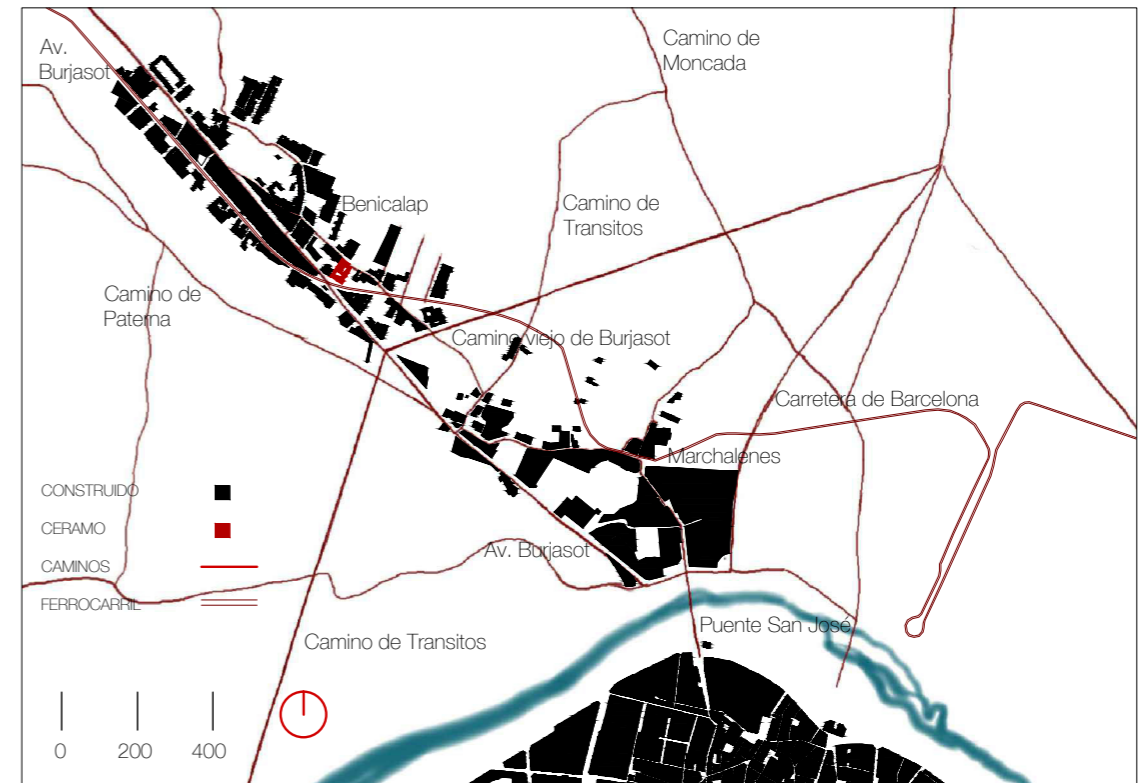 Av.
Burjasot
Camino de
Moncada
Benicalap
Camino de
Transitos
Camino de
Paterna
Camino viejo de Burjasot
Carretera de Barcelona
Marchalenes
CONSTRUIDO
CERAMO
CAMINOS
FERROCARRIL
Av. Burjasot
Puente San José
Camino de Transitos
0 200 400